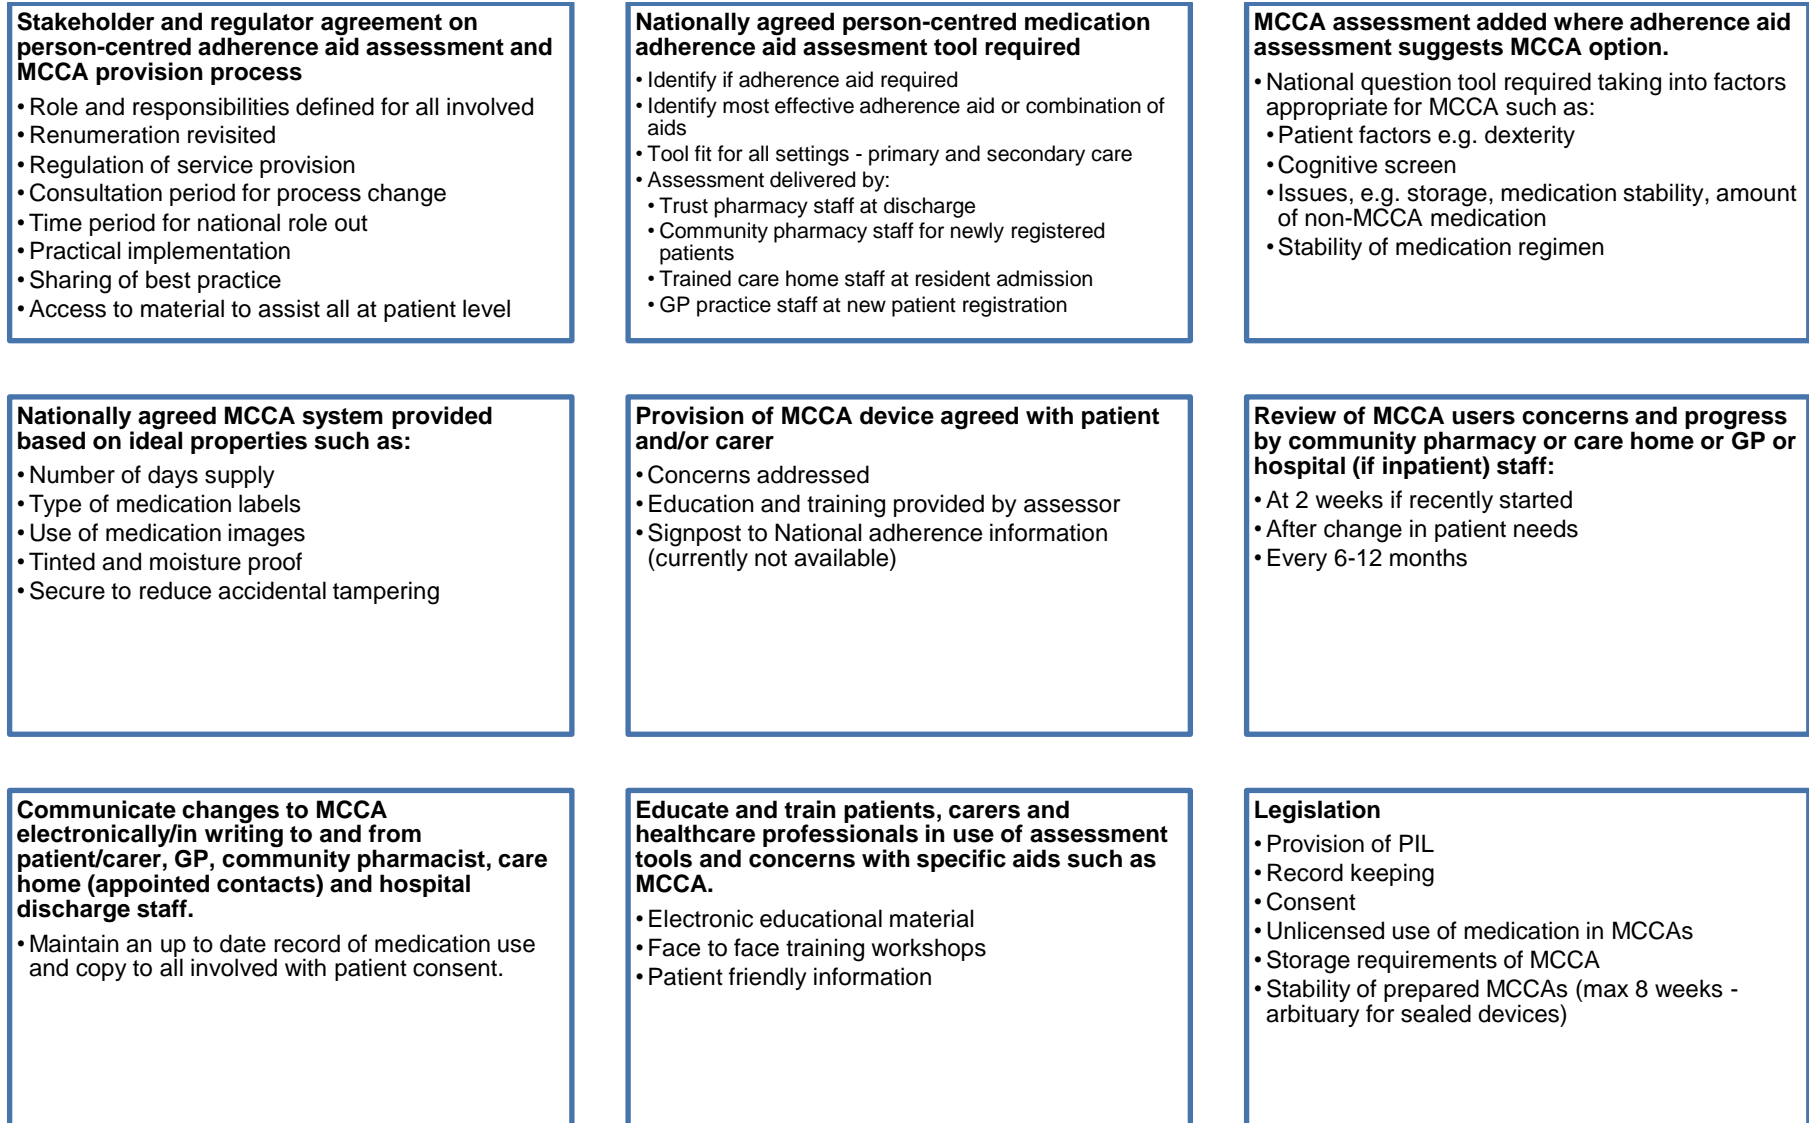 Stakeholder and regulator agreement on
person-centred adherence aid assessment and
MCCA provision process
• Role and responsibilities defined for all involved
• Renumeration revisited
• Regulation of service provision
• Consultation period for process change
• Time period for national role out
• Practical implementation
• Sharing of best practice
• Access to material to assist all at patient level
Nationally agreed person-centred medication
adherence aid assesment tool required
• Identify if adherence aid required
• Identify most effective adherence aid or combination of
aids
• Tool fit for all settings - primary and secondary care
• Assessment delivered by:
• Trust pharmacy staff at discharge
• Community pharmacy staff for newly registered
patients
• Trained care home staff at resident admission
• GP practice staff at new patient registration
MCCA assessment added where adherence aid
assessment suggests MCCA option.
• National question tool required taking into factors
appropriate for MCCA such as:
• Patient factors e.g. dexterity
• Cognitive screen
• Issues, e.g. storage, medication stability, amount
of non-MCCA medication
• Stability of medication regimen
Nationally agreed MCCA system provided
based on ideal properties such as:
• Number of days supply
• Type of medication labels
• Use of medication images
• Tinted and moisture proof
• Secure to reduce accidental tampering
Provision of MCCA device agreed with patient
and/or carer
• Concerns addressed
• Education and training provided by assessor
• Signpost to National adherence information
(currently not available)
Review of MCCA users concerns and progress
by community pharmacy or care home or GP or
hospital (if inpatient) staff:
• At 2 weeks if recently started
• After change in patient needs
• Every 6-12 months
Communicate changes to MCCA
electronically/in writing to and from
patient/carer, GP, community pharmacist, care
home (appointed contacts) and hospital
discharge staff.
• Maintain an up to date record of medication use
and copy to all involved with patient consent.
Educate and train patients, carers and
healthcare professionals in use of assessment
tools and concerns with specific aids such as
MCCA.
• Electronic educational material
• Face to face training workshops
• Patient friendly information
Legislation
• Provision of PIL
• Record keeping
• Consent
• Unlicensed use of medication in MCCAs
• Storage requirements of MCCA
• Stability of prepared MCCAs (max 8 weeks -
arbituary for sealed devices)